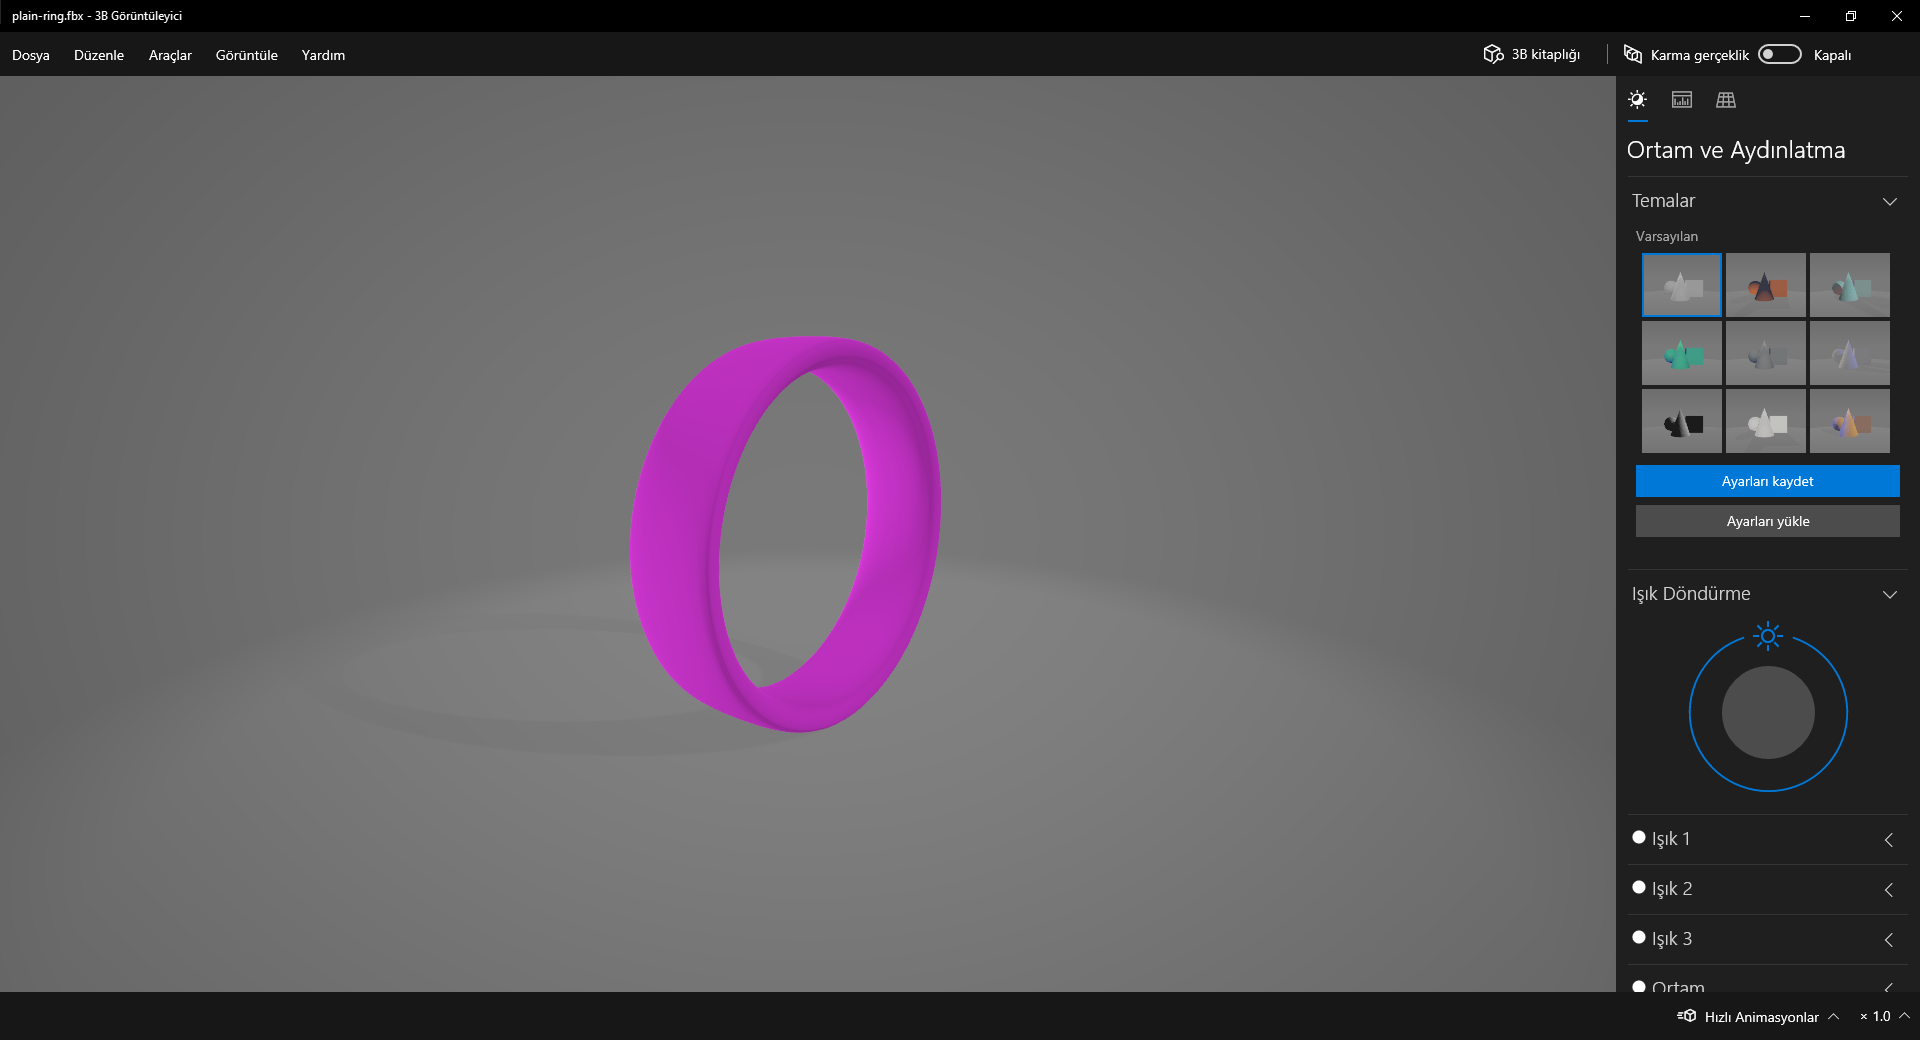 plain-ring.fbx - 3B Görüntüleyici
Dosya Düzenle Araçlar Görüntüle Yardım
3B kitaplığı Karma gerçeklik Kapalı
Ortam ve Aydınlatma
Temalar
Varsayılan
Ayarları kaydet
Ayarları yükle
Işık Döndürme
Işık 1
Işık 2
Işık 3
Ortam
Hızlı Animasyonlar × 1.0